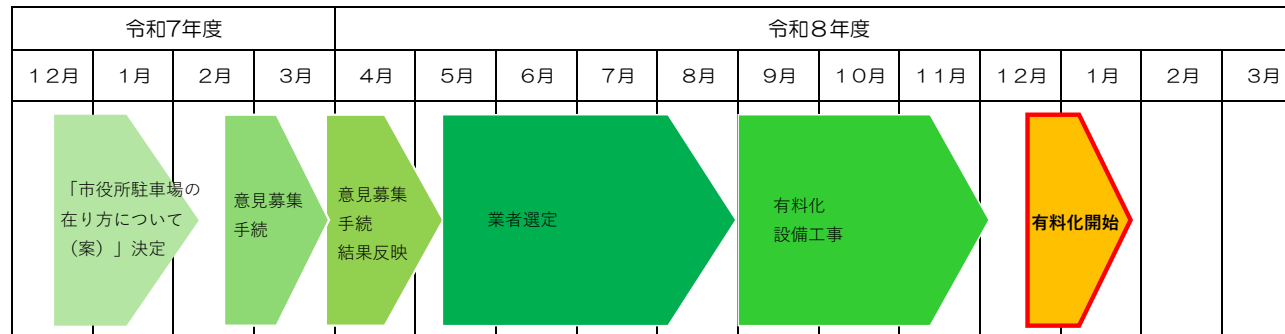 令和7年度 令和８年度
１２月 １月 ２月 ３月 ４月 ５月 ６月 ７月 ８月 ９月 １０月 １１月 １２月 １月 ２月 ３月
「市役所駐車場の
在り方について
（案）」決定
意見募集
手続
意見募集
手続
結果反映
業者選定
有料化
設備工事
有料化開始